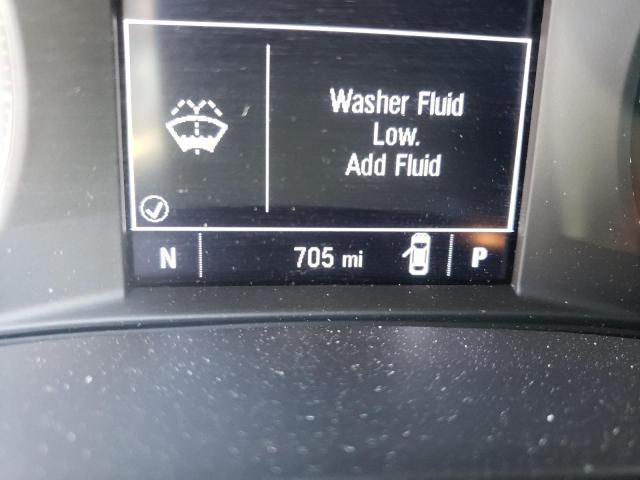 Washer Fluid
Low.
Add Fluid
N 705 mi P